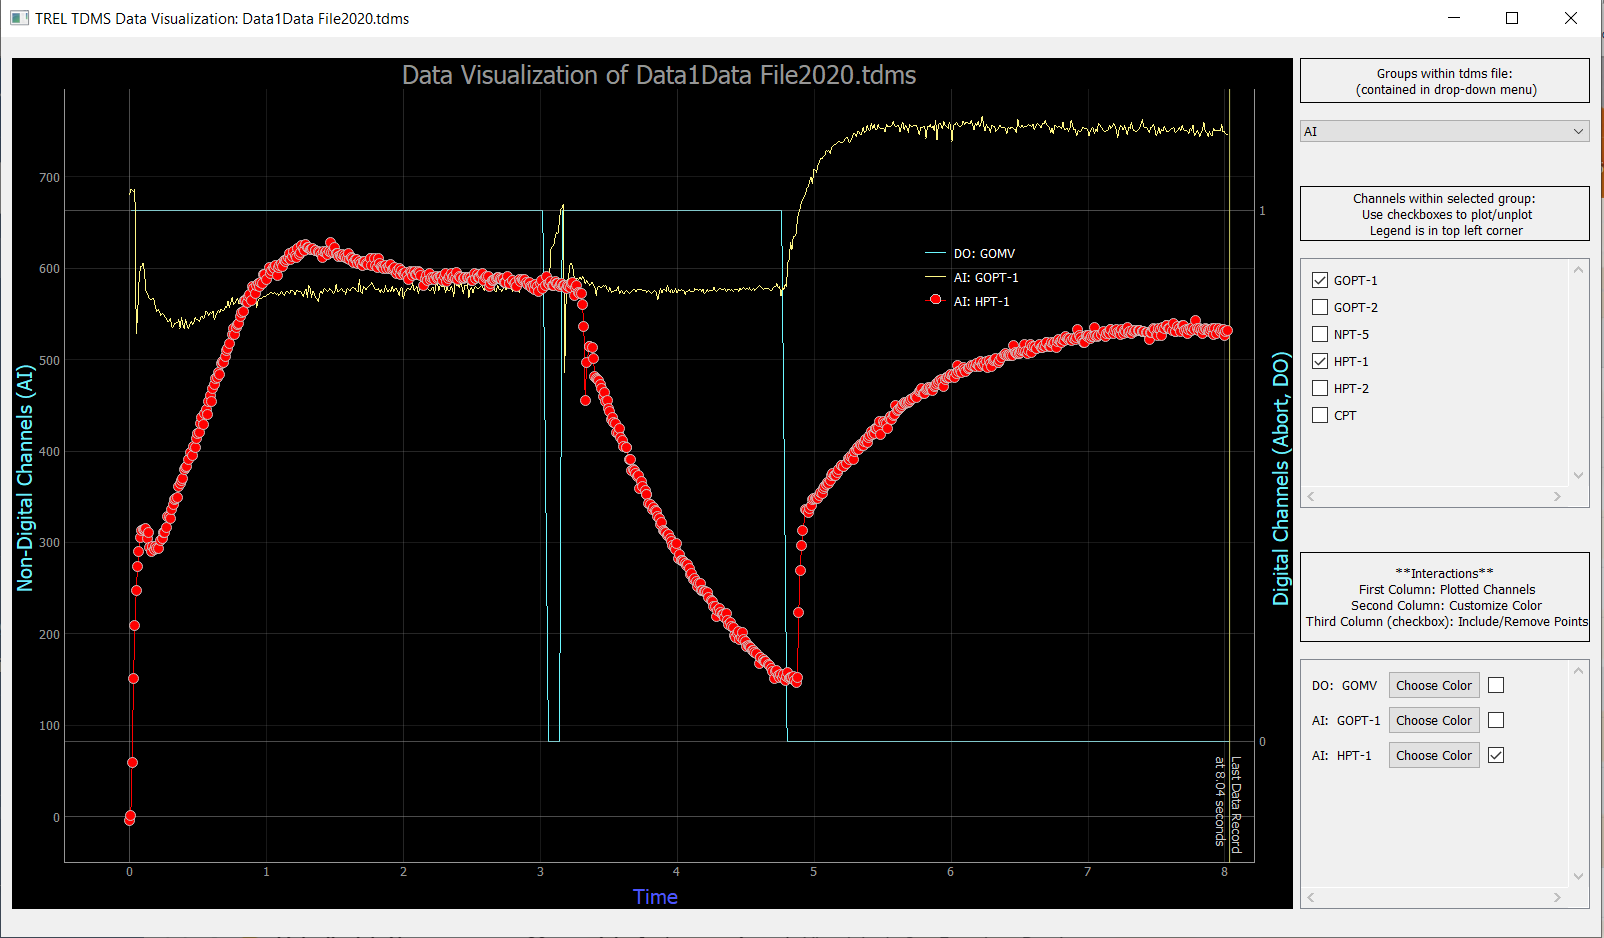 TREL TDMS Data Visualization: Data1Data File2020.tdms
Data Visualization of Data1Data File2020.tdms
Non-Digital Channels (AI)
700
600
500
400
300
200
100
0
DO: GOMV
AI: GOPT-1
AI: HPT-1
1
0
Digital Channels (Abort, DO)
Last Data Record
at 8.04 seconds
0 1 2 3 4 5 6 7 8
Time
Groups within tdms file:
(contained in drop-down menu)
AI
Channels within selected group:
Use checkboxes to plot/unplot
Legend is in top left corner
GOPT-1
GOPT-2
NPT-5
HPT-1
HPT-2
CPT
**Interactions**
First Column: Plotted Channels
Second Column: Customize Color
Third Column (checkbox): Include/Remove Points
DO: GOMV Choose Color
AI: GOPT-1 Choose Color
AI: HPT-1 Choose Color